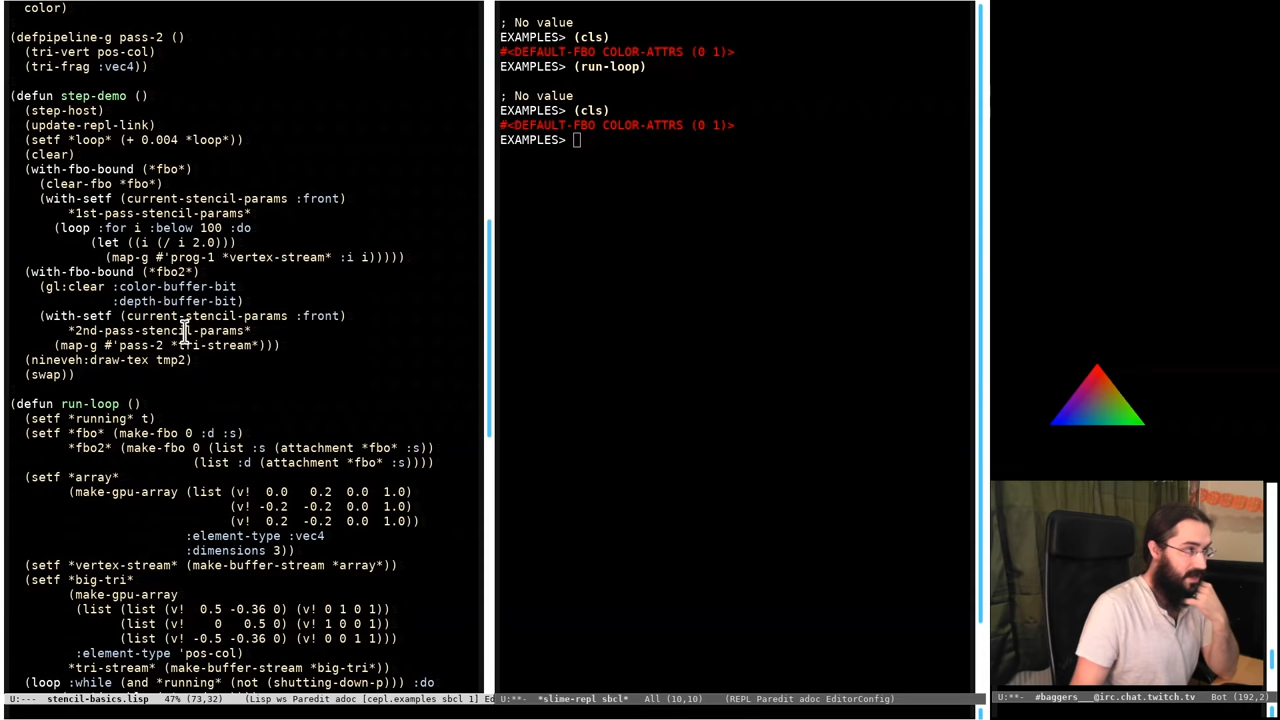 color)
(defpipeline-g pass-2 ()
(tri-vert pos-col)
(tri-frag :vec4))
(defun step-demo ()
(step-host)
(update-repl-link)
(setf *loop* (+ 0.004 *loop*))
(clear)
(with-fbo-bound (*fbo*)
(clear-fbo *fbo*)
(with-setf (current-stencil-params :front)
*1st-pass-stencil-params*
(loop :for i :below 100 :do
(let ((i (/ i 2.0)))
(map-g #'prog-1 *vertex-stream* :i i)))))
(with-fbo-bound (*fbo2*)
(gl:clear :color-buffer-bit
:depth-buffer-bit)
(with-setf (current-stencil-params :front)
*2nd-pass-stencil-params*
(map-g #'pass-2 *tri-stream*)))
(nineveh:draw-tex tmp2)
(swap))
(defun run-loop ()
(setf *running* t)
(setf *fbo* (make-fbo 0 :d :s)
*fbo2* (make-fbo 0 (list :s (attachment *fbo* :s))
(list :d (attachment *fbo* :s))))
(setf *array*
(make-gpu-array (list (v!  0.0   0.2  0.0  1.0)
(v! -0.2  -0.2  0.0  1.0)
(v!  0.2  -0.2  0.0  1.0))
:element-type :vec4
:dimensions 3))
(setf *vertex-stream* (make-buffer-stream *array*))
(setf *big-tri*
(make-gpu-array
(list (list (v!  0.5 -0.36 0) (v! 0 1 0 1))
(list (v!    0   0.5 0) (v! 1 0 0 1))
(list (v! -0.5 -0.36 0) (v! 0 0 1 1)))
:element-type 'pos-col)
*tri-stream* (make-buffer-stream *big-tri*))
(loop :while (and *running* (not (shutting-down-p))) :do
U:---  stencil-basics.lisp   47% (73,32)   (Lisp ws Paredit adoc [cepl.examples sbcl 1] Ed
; No value
EXAMPLES> (cls)
#<DEFAULT-FBO COLOR-ATTRS (0 1)>
EXAMPLES> (run-loop)
; No value
EXAMPLES> (cls)
#<DEFAULT-FBO COLOR-ATTRS (0 1)>
EXAMPLES>
U:**-  *slime-repl sbcl*   All (10,10)   (REPL Paredit adoc EditorConfig)
U:**-  #baggers___@irc.chat.twitch.tv   Bot (192,2)